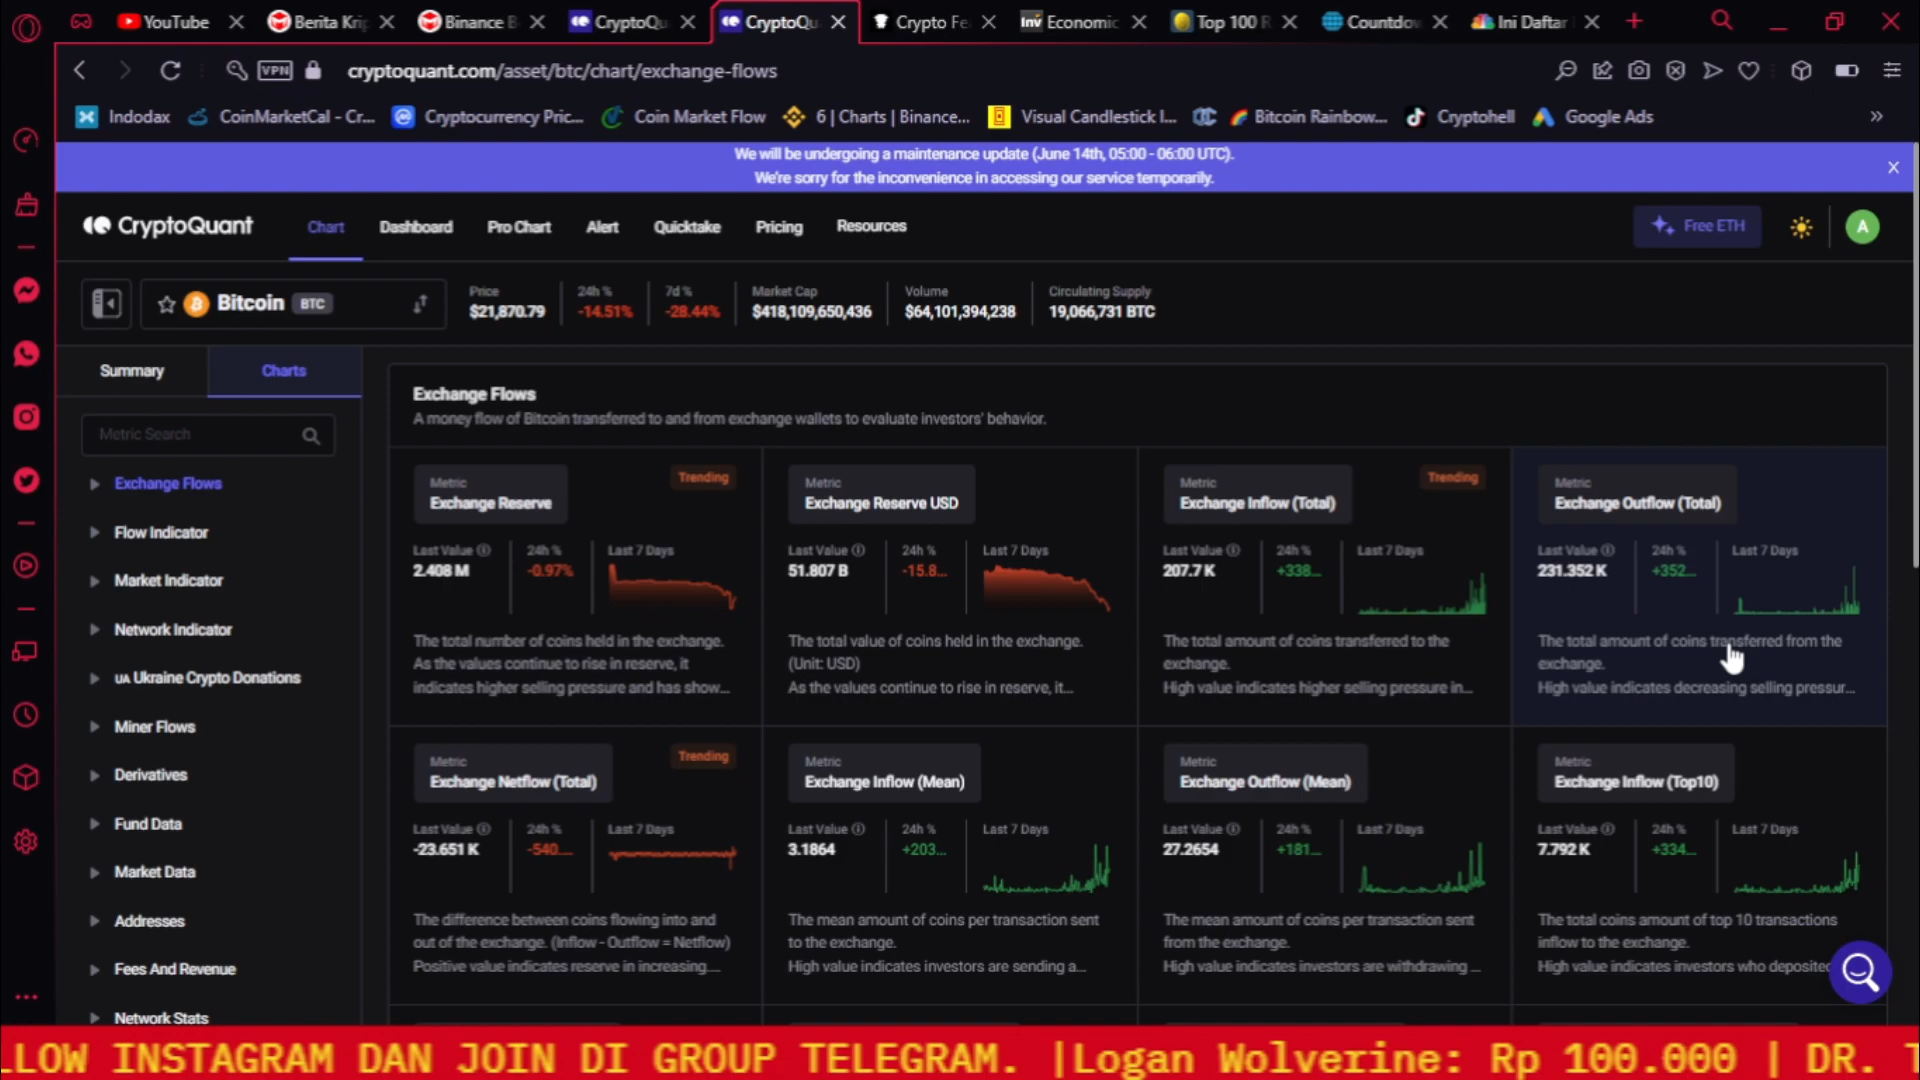 YouTube
Berita Krip
Binance B
CryptoQu
CryptoQu
Crypto Fe
Inv Economic
Top 100 R
Countdow
Ini Daftar
VPN
cryptoquant.com/asset/btc/chart/exchange-flows
Indodax
CoinMarketCal - Cr...
Cryptocurrency Pric...
Coin Market Flow
6 | Charts | Binance...
Visual Candlestick I...
Bitcoin Rainbow...
Cryptohell
Google Ads
We will be undergoing a maintenance update (June 14th, 05:00 - 06:00 UTC).
We're sorry for the inconvenience in accessing our service temporarily.
CryptoQuant
Chart
Dashboard
Pro Chart
Alert
Quicktake
Pricing
Resources
Free ETH
A
Bitcoin BTC
Price
$21,870.79
24h %
-14.51%
7d %
-28.44%
Market Cap
$418,109,650,436
Volume
$64,101,394,238
Circulating Supply
19,066,731 BTC
Summary
Charts
Metric Search
Exchange Flows
Flow Indicator
Market Indicator
Network Indicator
UA Ukraine Crypto Donations
Miner Flows
Derivatives
Fund Data
Market Data
Addresses
Fees And Revenue
Network Stats
Exchange Flows
A money flow of Bitcoin transferred to and from exchange wallets to evaluate investors' behavior.
Metric
Exchange Reserve
Trending
Last Value
2.408 M
24h %
-0.97%
Last 7 Days
The total number of coins held in the exchange.
As the values continue to rise in reserve, it
indicates higher selling pressure and has show...
Metric
Exchange Reserve USD
Last Value
51.807 B
24h %
-15.8...
Last 7 Days
The total value of coins held in the exchange.
(Unit: USD)
As the values continue to rise in reserve, it...
Metric
Exchange Inflow (Total)
Trending
Last Value
207.7 K
24h %
+338...
Last 7 Days
The total amount of coins transferred to the
exchange.
High value indicates higher selling pressure in...
Metric
Exchange Outflow (Total)
Last Value
231.352 K
24h %
+352...
Last 7 Days
The total amount of coins transferred from the
exchange.
High value indicates decreasing selling pressur...
Metric
Exchange Netflow (Total)
Trending
Last Value
-23.651 K
24h %
-540....
Last 7 Days
The difference between coins flowing into and
out of the exchange. (Inflow - Outflow = Netflow)
Positive value indicates reserve in increasing....
Metric
Exchange Inflow (Mean)
Last Value
3.1864
24h %
+203...
Last 7 Days
The mean amount of coins per transaction sent
to the exchange.
High value indicates investors are sending a...
Metric
Exchange Outflow (Mean)
Last Value
27.2654
24h %
+181...
Last 7 Days
The mean amount of coins per transaction sent
from the exchange.
High value indicates investors are withdrawing ...
Metric
Exchange Inflow (Top10)
Last Value
7.792 K
24h %
+334...
Last 7 Days
The total coins amount of top 10 transactions
inflow to the exchange.
High value indicates investors who deposited
LLOW INSTAGRAM DAN JOIN DI GROUP TELEGRAM. |Logan Wolverine: Rp 100.000 | DR. T